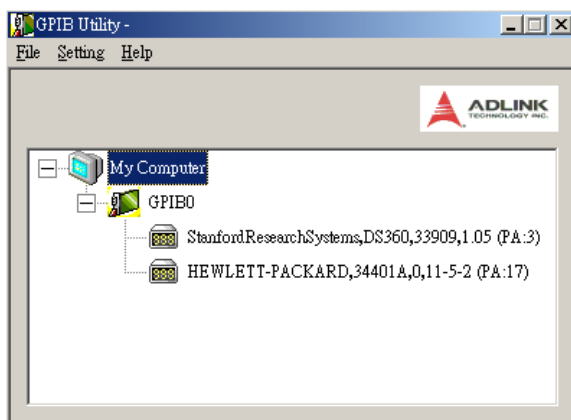 GPIB Utility -
File Setting Help
ADLINK
TECHNOLOGY INC.
My Computer
GPIB0
StanfordResearchSystems,DS360,33909,1.05 (PA:3)
HEWLETT-PACKARD,34401A,0,11-5-2 (PA:17)